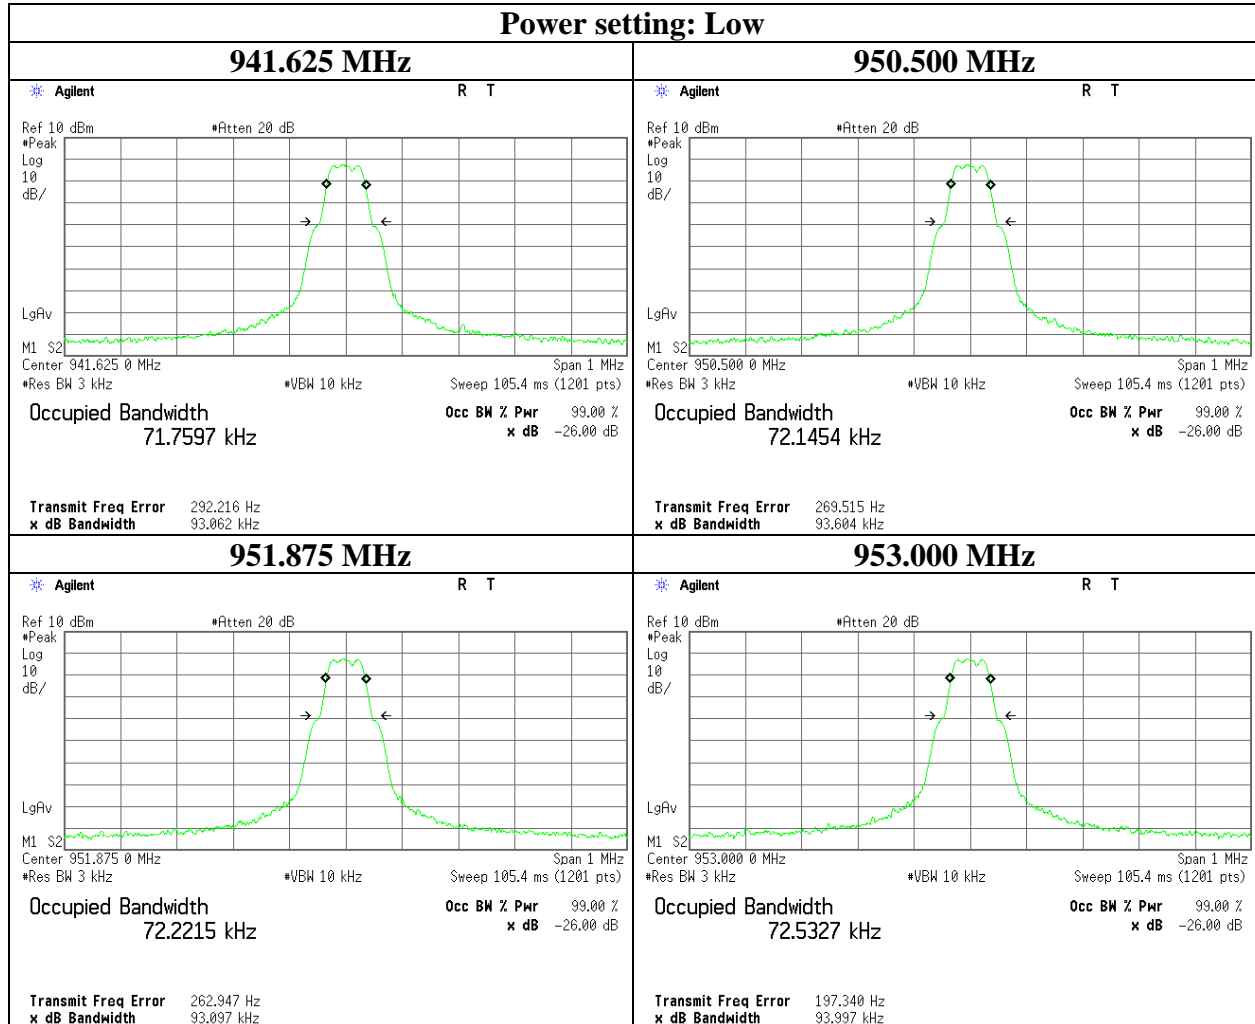 Power setting: Low
941.625 MHz
Agilent R T
Ref 10 dBm #Atten 20 dB
#Peak
Log
10
dB/
LgAv
M1 S2
Center 941.625 0 MHz Span 1 MHz
#Res BW 3 kHz #VBW 10 kHz Sweep 105.4 ms (1201 pts)
Occupied Bandwidth Occ BW % Pwr 99.00 %
71.7597 kHz x dB -26.00 dB
Transmit Freq Error 292.216 Hz
x dB Bandwidth 93.062 kHz
950.500 MHz
Agilent R T
Ref 10 dBm #Atten 20 dB
#Peak
Log
10
dB/
LgAv
M1 S2
Center 950.500 0 MHz Span 1 MHz
#Res BW 3 kHz #VBW 10 kHz Sweep 105.4 ms (1201 pts)
Occupied Bandwidth Occ BW % Pwr 99.00 %
72.1454 kHz x dB -26.00 dB
Transmit Freq Error 269.515 Hz
x dB Bandwidth 93.604 kHz
951.875 MHz
Agilent R T
Ref 10 dBm #Atten 20 dB
#Peak
Log
10
dB/
LgAv
M1 S2
Center 951.875 0 MHz Span 1 MHz
#Res BW 3 kHz #VBW 10 kHz Sweep 105.4 ms (1201 pts)
Occupied Bandwidth Occ BW % Pwr 99.00 %
72.2215 kHz x dB -26.00 dB
Transmit Freq Error 262.947 Hz
x dB Bandwidth 93.097 kHz
953.000 MHz
Agilent R T
Ref 10 dBm #Atten 20 dB
#Peak
Log
10
dB/
LgAv
M1 S2
Center 953.000 0 MHz Span 1 MHz
#Res BW 3 kHz #VBW 10 kHz Sweep 105.4 ms (1201 pts)
Occupied Bandwidth Occ BW % Pwr 99.00 %
72.5327 kHz x dB -26.00 dB
Transmit Freq Error 197.340 Hz
x dB Bandwidth 93.997 kHz